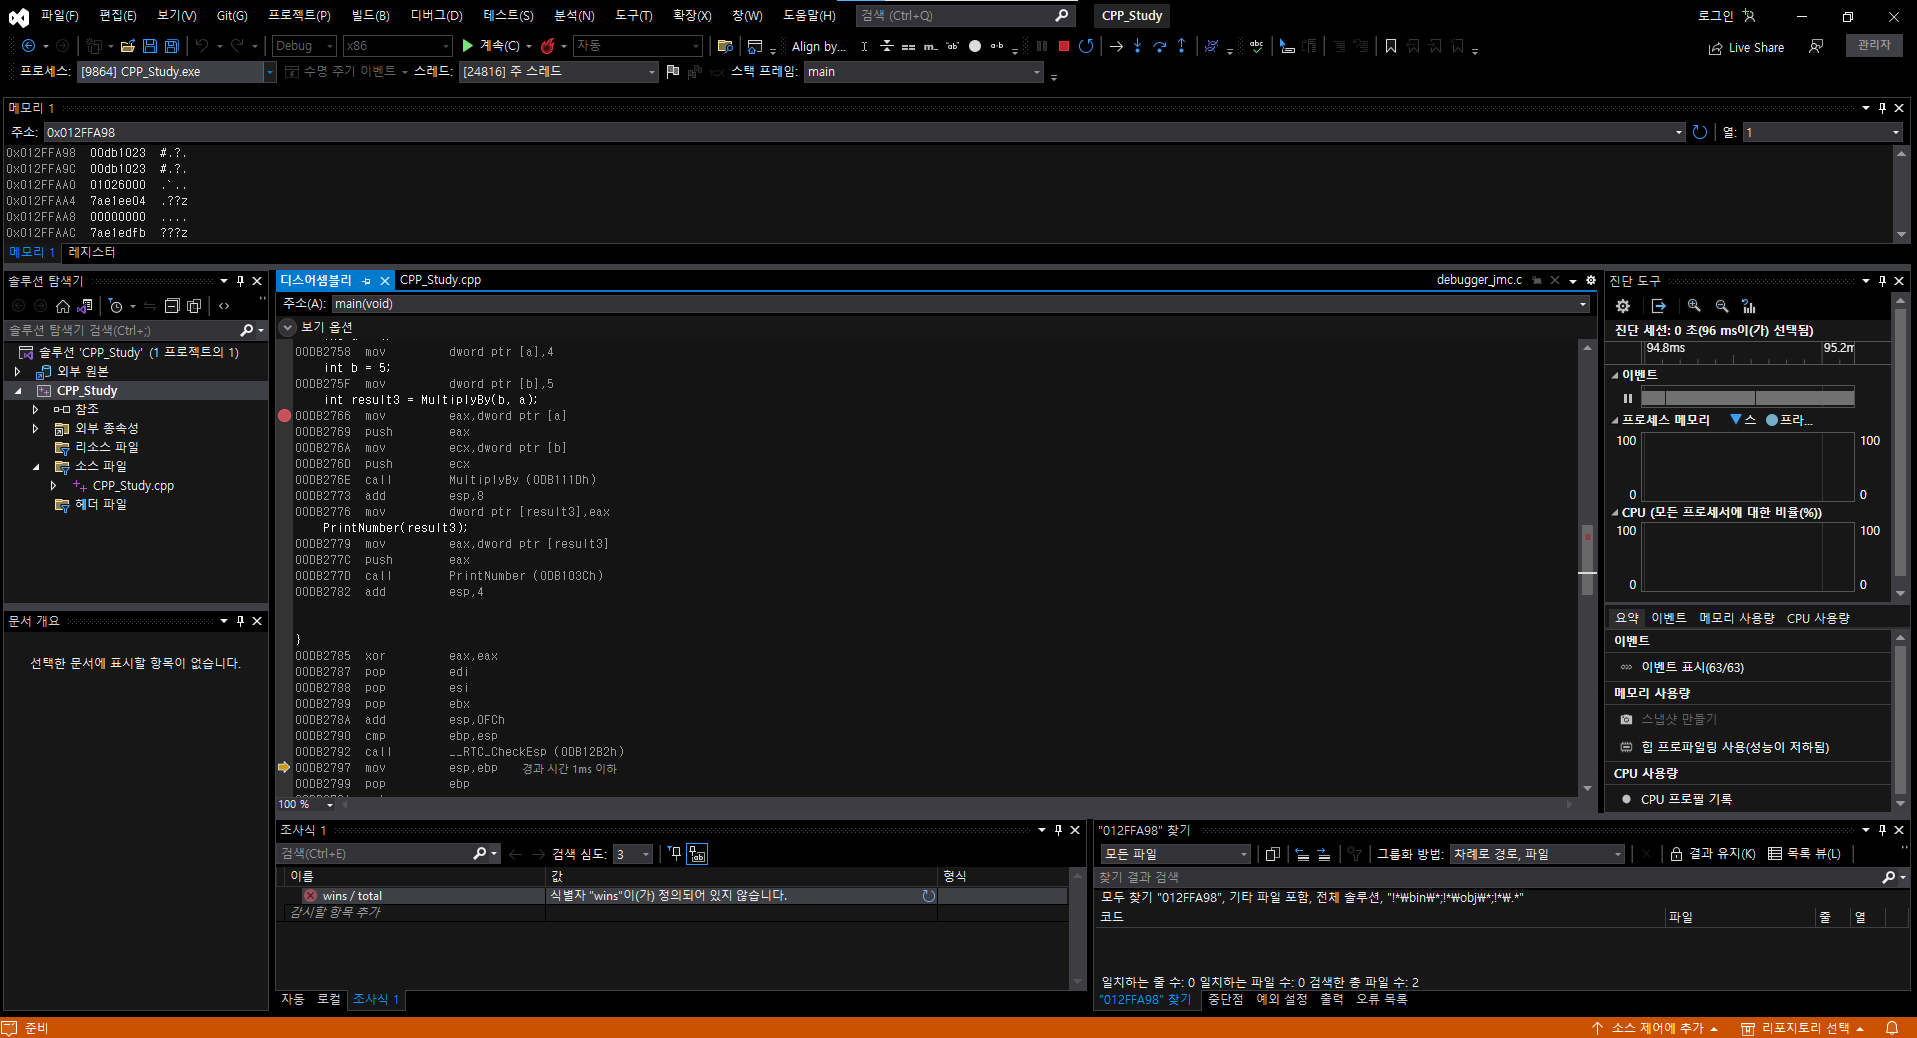 파일(F) 편집(E) 보기(V) Git(G) 프로젝트(P) 빌드(B) 디버그(D) 테스트(S) 분석(N) 도구(T) 확장(X) 창(W) 도움말(H) 검색 (Ctrl+Q) CPP_Study 로그인
Debug x86 계속(C) 자동 Align by... Live Share 관리자
프로세스: [9864] CPP_Study.exe 수명 주기 이벤트 스레드: [24816] 주 스레드 스택 프레임: main
메모리 1
주소: 0x012FFA98 열: 1
0x012FFA98 00db1023 #.?.
0x012FFA9C 00db1023 #.?.
0x012FFAA0 01026000 .`..
0x012FFAA4 7ae1ee04 .??z
0x012FFAA8 00000000 ....
0x012FFAAC 7ae1edfb ???z
메모리 1 레지스터
솔루션 탐색기
솔루션 탐색기 검색(Ctrl+;)
솔루션 'CPP_Study' (1 프로젝트의 1)
외부 원본
CPP_Study
참조
외부 종속성
리소스 파일
소스 파일
CPP_Study.cpp
헤더 파일
문서 개요
선택한 문서에 표시할 항목이 없습니다.
디스어셈블리 CPP_Study.cpp debugger_jmc.c
주소(A): main(void)
보기 옵션
00DB2758 mov dword ptr [a],4
int b = 5;
00DB275F mov dword ptr [b],5
int result3 = MultiplyBy(b, a);
00DB2766 mov eax,dword ptr [a]
00DB2769 push eax
00DB276A mov ecx,dword ptr [b]
00DB276D push ecx
00DB276E call MultiplyBy (0DB111Dh)
00DB2773 add esp,8
00DB2776 mov dword ptr [result3],eax
PrintNumber(result3);
00DB2779 mov eax,dword ptr [result3]
00DB277C push eax
00DB277D call PrintNumber (0DB103Ch)
00DB2782 add esp,4
}
00DB2785 xor eax,eax
00DB2787 pop edi
00DB2788 pop esi
00DB2789 pop ebx
00DB278A add esp,0FCh
00DB2790 cmp ebp,esp
00DB2792 call __RTC_CheckEsp (0DB12B2h)
00DB2797 mov esp,ebp 경과 시간 1ms 이하
00DB2799 pop ebp
100 %
진단 도구
진단 세션: 0 초(96 ms이(가) 선택됨)
94.8ms 95.2m
이벤트
프로세스 메모리 스 프라...
100 100
0 0
CPU (모든 프로세서에 대한 비율(%))
100 100
0 0
요약 이벤트 메모리 사용량 CPU 사용량
이벤트
이벤트 표시(63/63)
메모리 사용량
스냅샷 만들기
힙 프로파일링 사용(성능이 저하됨)
CPU 사용량
CPU 프로필 기록
조사식 1
검색(Ctrl+E) 검색 심도: 3
이름 값 형식
wins / total 식별자 "wins"이(가) 정의되어 있지 않습니다.
감시할 항목 추가
자동 로컬 조사식 1
"012FFA98" 찾기
모든 파일 그룹화 방법: 차례로 경로, 파일 결과 유지(K) 목록 뷰(L)
찾기 결과 검색
모두 찾기 "012FFA98", 기타 파일 포함, 전체 솔루션, "!*\bin\*;!*\obj\*;!*\.*"
코드 파일 줄 열
일치하는 줄 수: 0 일치하는 파일 수: 0 검색한 총 파일 수: 2
"012FFA98" 찾기 중단점 예외 설정 출력 오류 목록
준비 소스 제어에 추가 리포지토리 선택